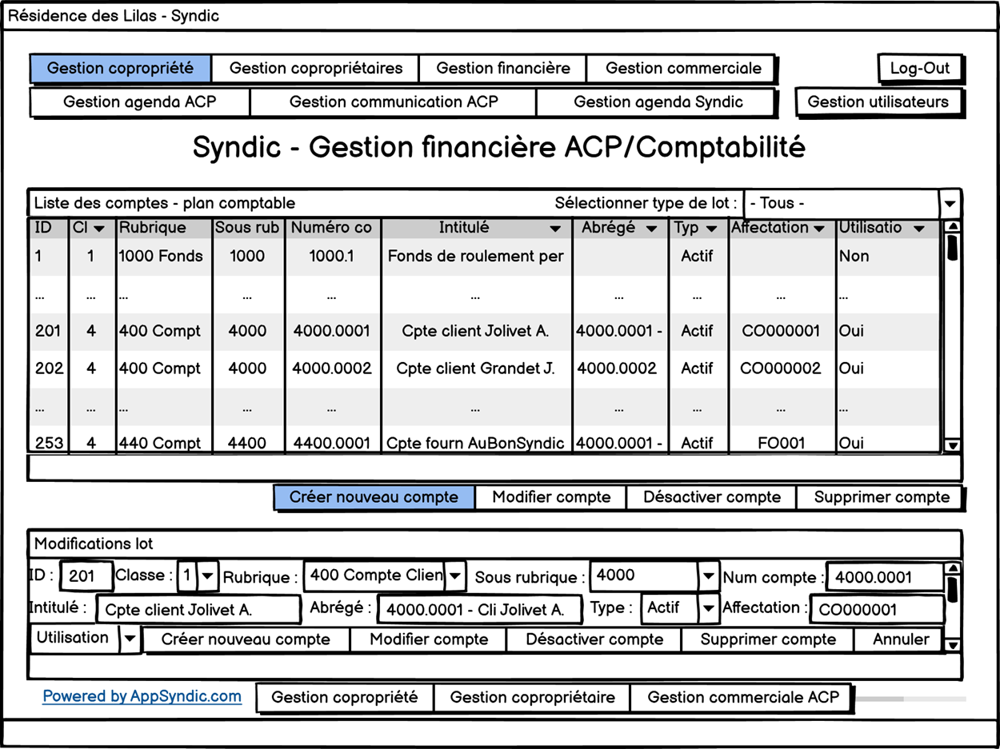 Résidence des Lilas - Syndic
Gestion copropriété Gestion copropriétaires Gestion financière Gestion commerciale Log-Out
Gestion agenda ACP Gestion communication ACP Gestion agenda Syndic Gestion utilisateurs
Syndic - Gestion financière ACP/Comptabilité
Liste des comptes - plan comptable Sélectionner type de lot : - Tous -
ID Cl Rubrique Sous rub Numéro co Intitulé Abrégé Typ Affectation Utilisatio
1 1 1000 Fonds 1000 1000.1 Fonds de roulement per Actif Non
... ... ... ... ... ... ... ... ... ...
201 4 400 Compt 4000 4000.0001 Cpte client Jolivet A. 4000.0001 - Actif CO000001 Oui
202 4 400 Compt 4000 4000.0002 Cpte client Grandet J. 4000.0002 Actif CO000002 Oui
... ... ... ... ... ... ... ... ... ...
253 4 440 Compt 4400 4400.0001 Cpte fourn AuBonSyndic 4000.0001 - Actif FO001 Oui
Créer nouveau compte Modifier compte Désactiver compte Supprimer compte
Modifications lot
ID : 201 Classe : 1 Rubrique : 400 Compte Clien Sous rubrique : 4000 Num compte : 4000.0001
Intitulé : Cpte client Jolivet A. Abrégé : 4000.0001 - Cli Jolivet A. Type : Actif Affectation : CO000001
Utilisation Créer nouveau compte Modifier compte Désactiver compte Supprimer compte Annuler
Powered by AppSyndic.com Gestion copropriété Gestion copropriétaire Gestion commerciale ACP